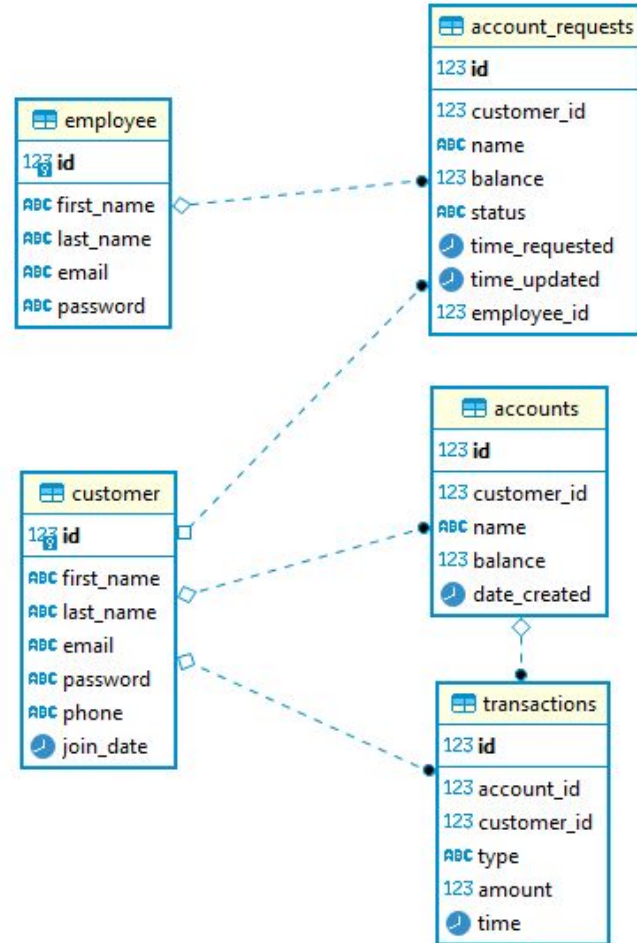 account_requests
123 id
123 customer_id
ABC name
123 balance
ABC status
time_requested
time_updated
123 employee_id
employee
123 id
ABC first_name
ABC last_name
ABC email
ABC password
accounts
123 id
123 customer_id
ABC name
123 balance
date_created
customer
123 id
ABC first_name
ABC last_name
ABC email
ABC password
ABC phone
join_date
transactions
123 id
123 account_id
123 customer_id
ABC type
123 amount
time